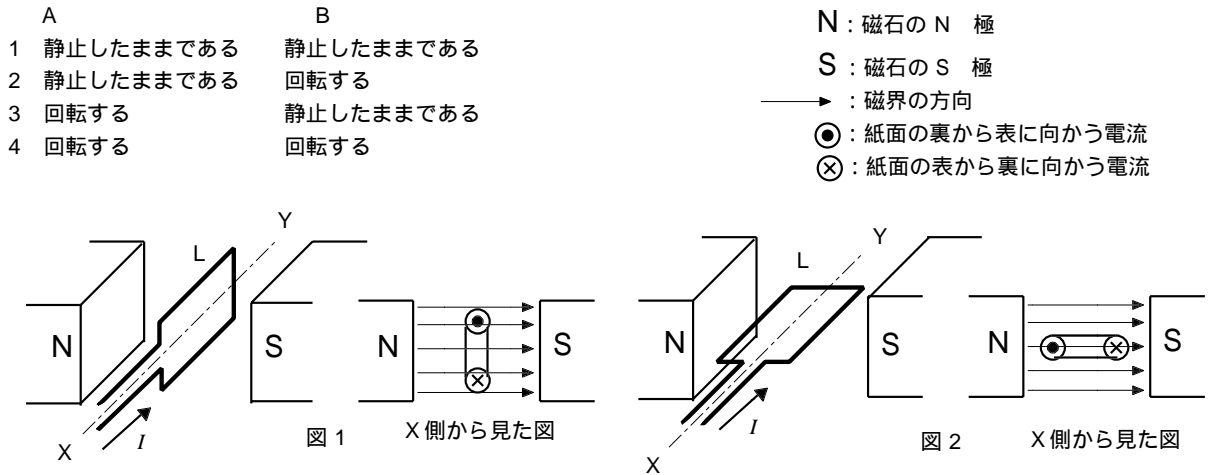 A B
1 静止したままである 静止したままである
2 静止したままである 回転する
3 回転する 静止したままである
4 回転する 回転する
N : 磁石の N 極
S : 磁石の S 極
: 磁界の方向
: 紙面の裏から表に向かう電流
: 紙面の表から裏に向かう電流
Y
L
N S
N S
X I
図 1
X 側から見た図
Y
L
N S
N S
X I
図 2
X 側から見た図